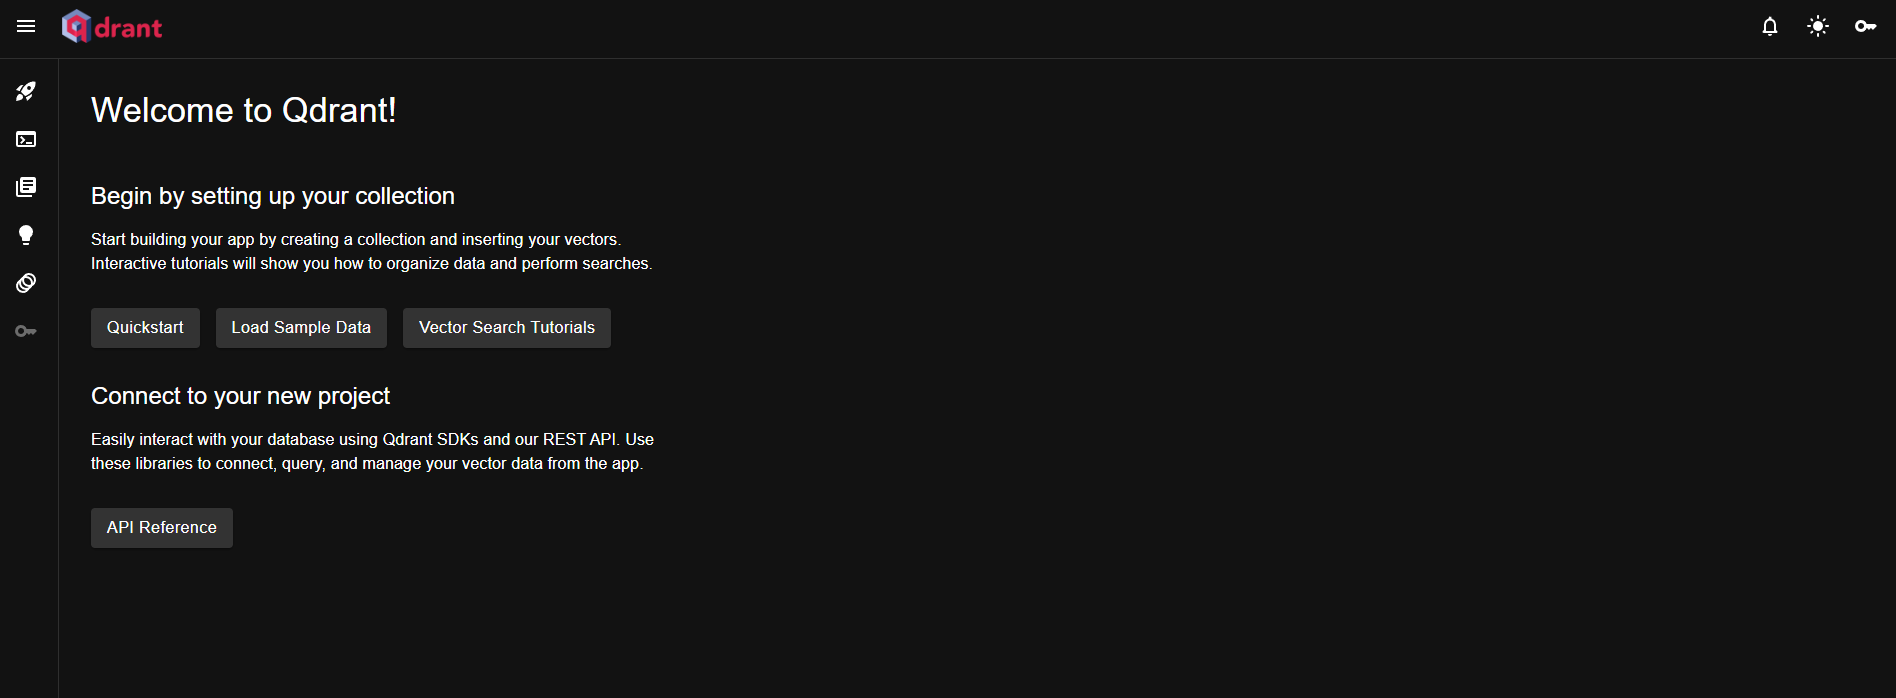 qdrant
Welcome to Qdrant!
Begin by setting up your collection
Start building your app by creating a collection and inserting your vectors.
Interactive tutorials will show you how to organize data and perform searches.
Quickstart
Load Sample Data
Vector Search Tutorials
Connect to your new project
Easily interact with your database using Qdrant SDKs and our REST API. Use
these libraries to connect, query, and manage your vector data from the app.
API Reference